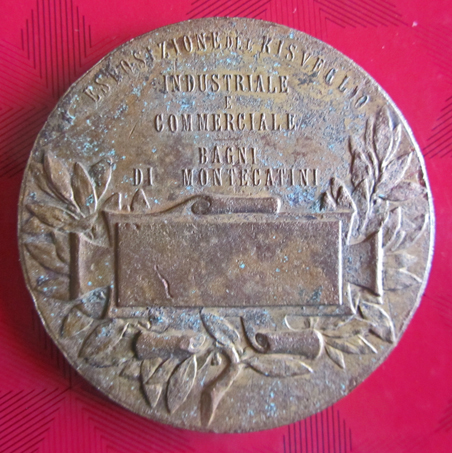 ESPOSIZIONE DEL RISVEGLIO
INDUSTRIALE
E
COMMERCIALE
BAGNI
DI MONTECATINI